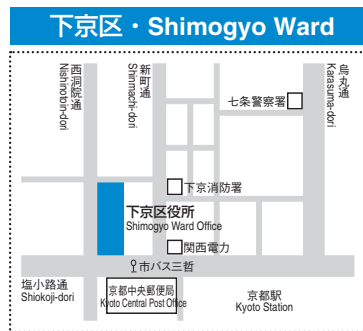 下京区・Shimogyo Ward
西洞院通
Nishinotoin-dori
新町通
Shinmachi-dori
烏丸通
Karasuma-dori
七条警察署
下京消防署
下京区役所
Shimogyo Ward Office
関西電力
市バス三哲
塩小路通
Shiokoji-dori
京都中央郵便局
Kyoto Central Post Office
京都駅
Kyoto Station